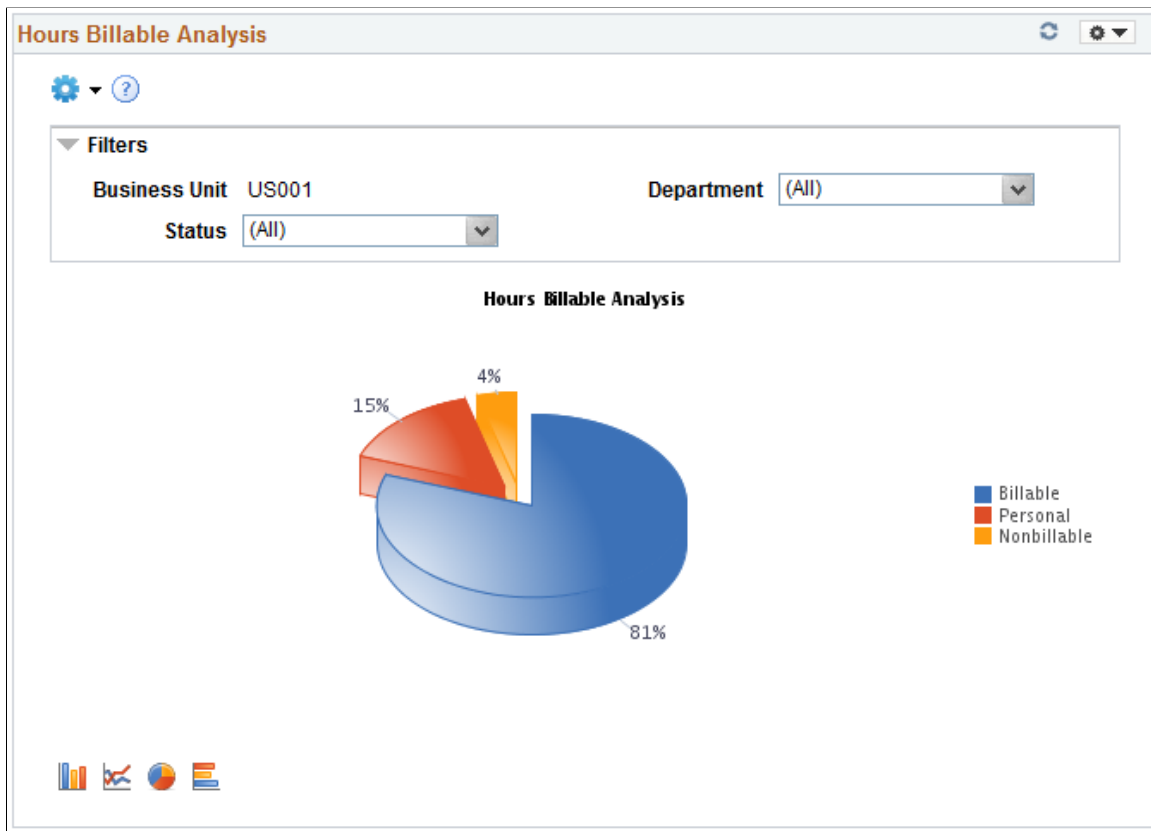 Hours Billable Analysis
?
Filters
Business Unit US001 Department (All)
Status (All)
Hours Billable Analysis
4%
15%
Billable
Personal
Nonbillable
81%